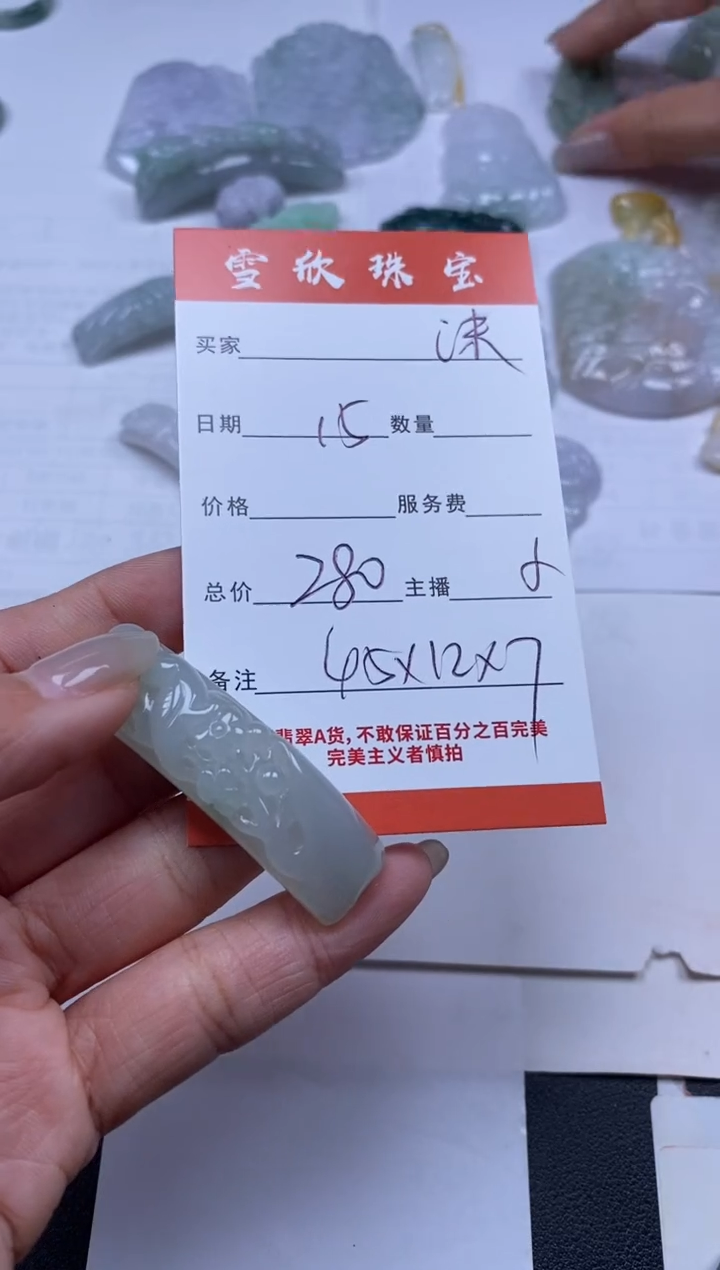 雪欣珠宝
买家 涑
日期 15 数量
价格 服务费
总价 280 主播
备注 45X12X7
翡翠A货,不敢保证百分之百完美
完美主义者慎拍